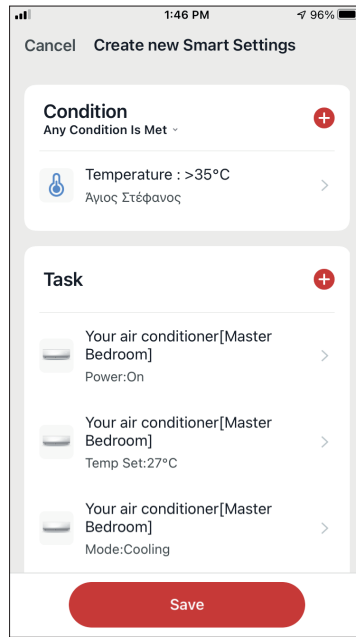 1:46 PM
96%
Cancel Create new Smart Settings
Condition
Any Condition Is Met
Temperature : >35°C
Άγιος Στέφανος
Task
Your air conditioner[Master
Bedroom]
Power:On
Your air conditioner[Master
Bedroom]
Temp Set:27°C
Your air conditioner[Master
Bedroom]
Mode:Cooling
Save